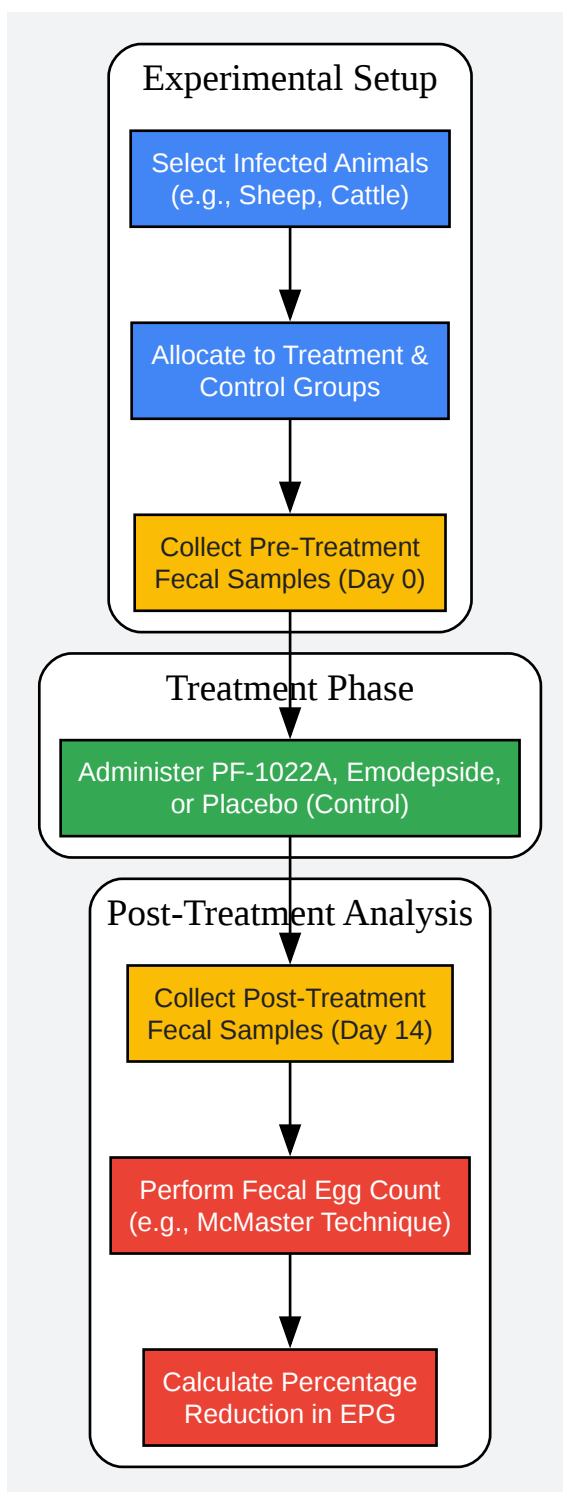 Experimental Setup
Select Infected Animals
(e.g., Sheep, Cattle)
Allocate to Treatment &
Control Groups
Collect Pre-Treatment
Fecal Samples (Day 0)
Treatment Phase
Administer PF-1022A, Emodepside,
or Placebo (Control)
Post-Treatment Analysis
Collect Post-Treatment
Fecal Samples (Day 14)
Perform Fecal Egg Count
(e.g., McMaster Technique)
Calculate Percentage
Reduction in EPG